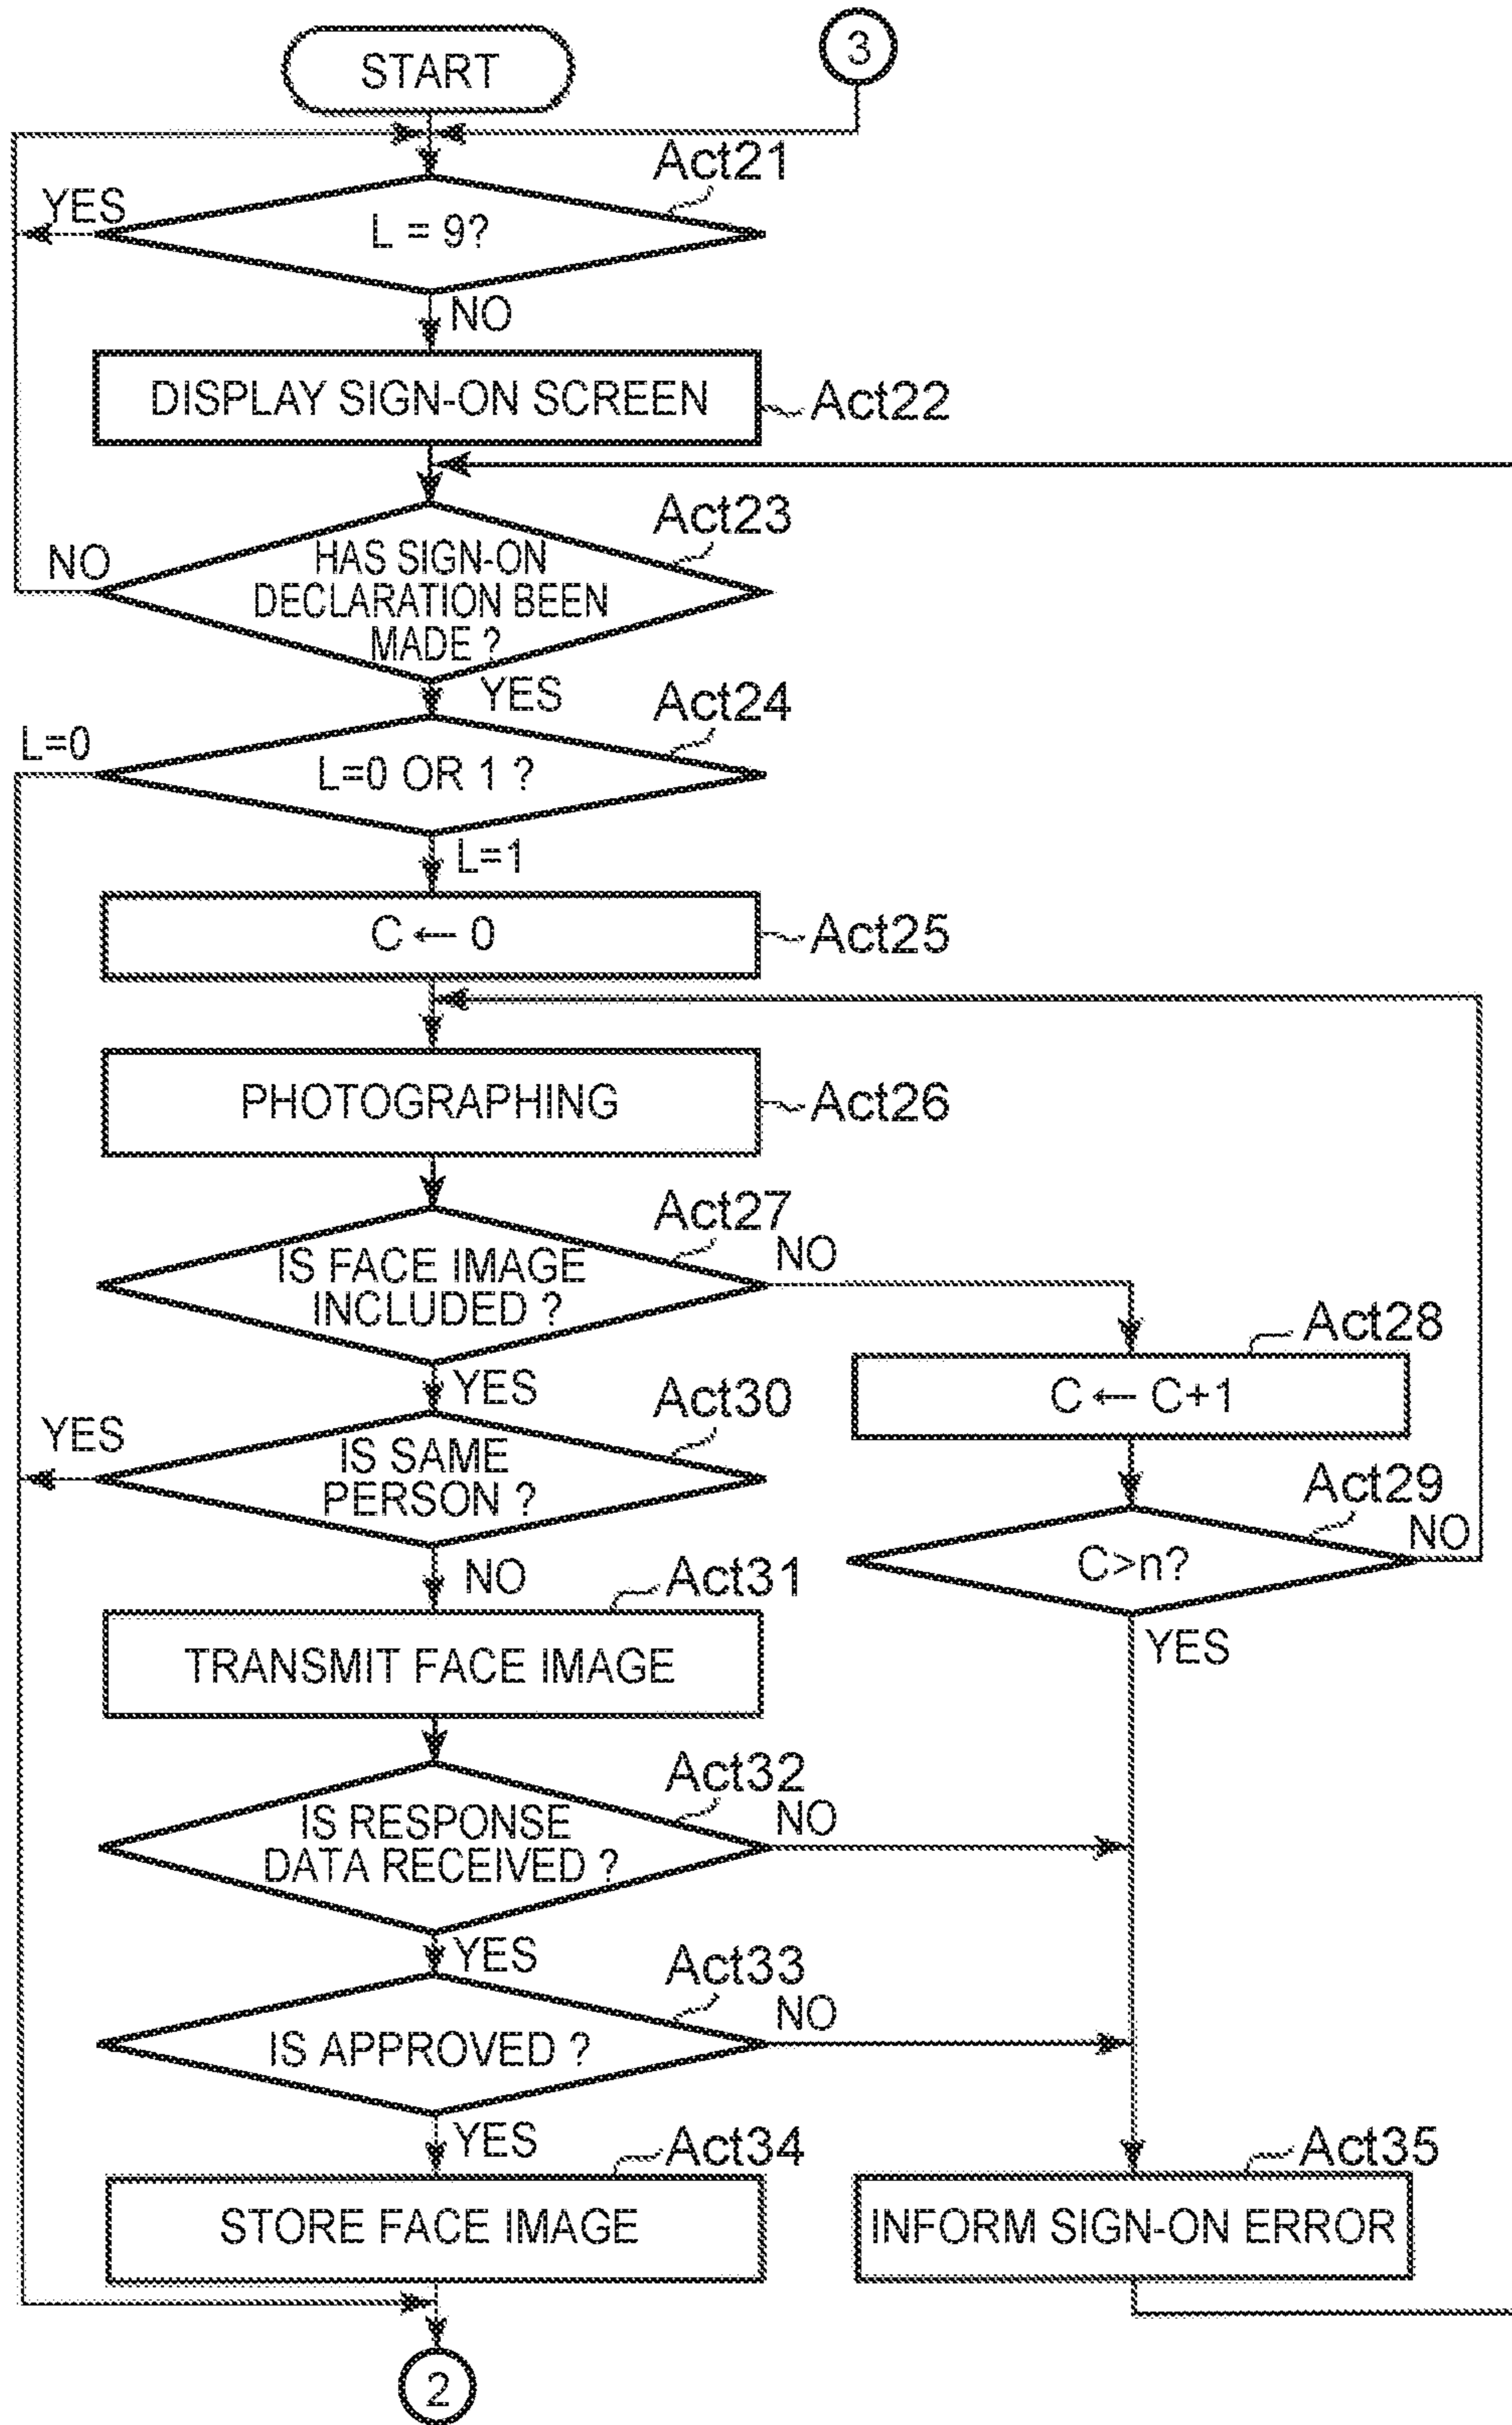 START
3
Act21
YES
L = 9?
NO
DISPLAY SIGN-ON SCREEN
Act22
Act23
NO
HAS SIGN-ON
DECLARATION BEEN
MADE ?
YES
Act24
L=0
L=0 OR 1 ?
L=1
C ← 0
Act25
PHOTOGRAPHING
Act26
Act27
NO
IS FACE IMAGE
INCLUDED ?
Act28
YES
C ← C+1
Act30
YES
IS SAME
PERSON ?
Act29
NO
C>n?
NO
Act31
YES
TRANSMIT FACE IMAGE
Act32
NO
IS RESPONSE
DATA RECEIVED ?
YES
Act33
NO
IS APPROVED ?
YES
Act34
Act35
STORE FACE IMAGE
INFORM SIGN-ON ERROR
2